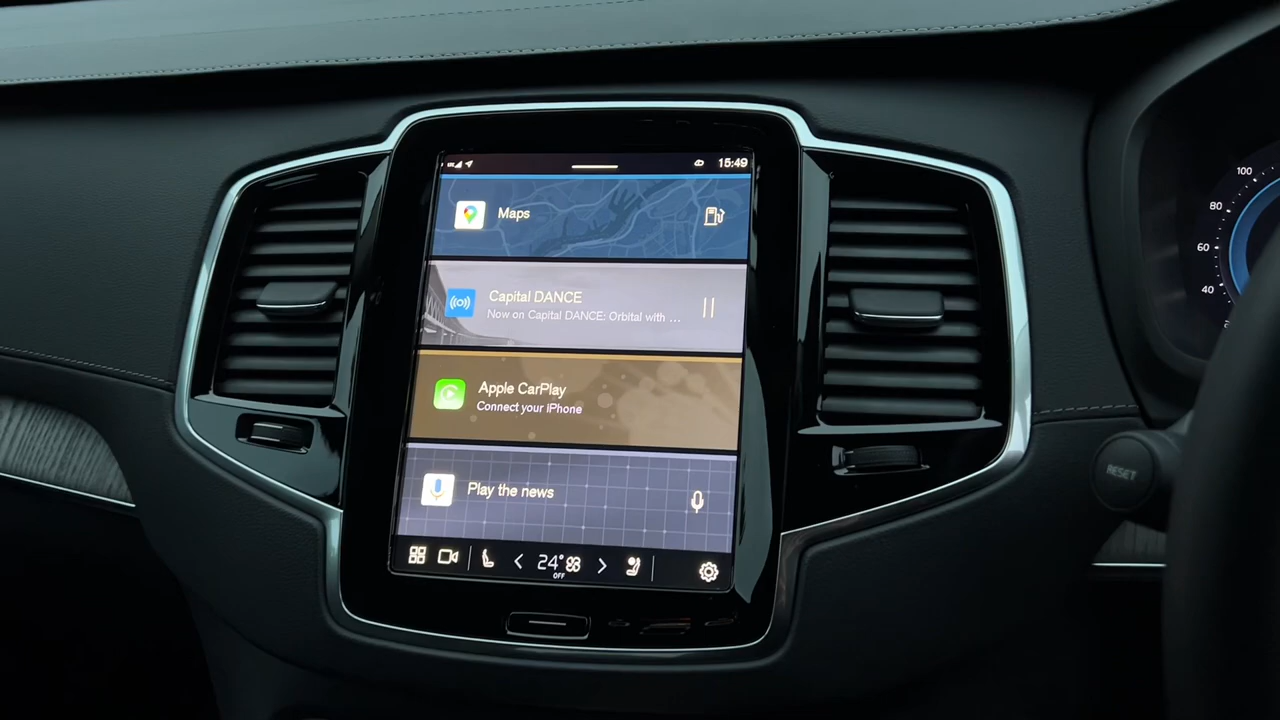 15:49
Maps
Capital DANCE
Now on Capital DANCE: Orbital with ...
Apple CarPlay
Connect your iPhone
Play the news
24°
OFF
100
80
60
40
RESET